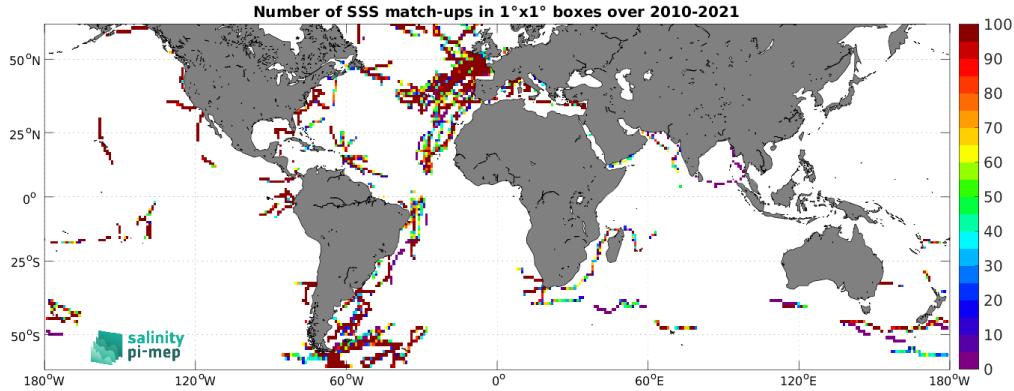 Number of SSS match-ups in 1°x1° boxes over 2010-2021
50°N
25°N
0°
25°S
50°S
180°W
120°W
60°W
0°
60°E
120°E
180°W
100
90
80
70
60
50
40
30
20
10
0
salinity
pi-mep